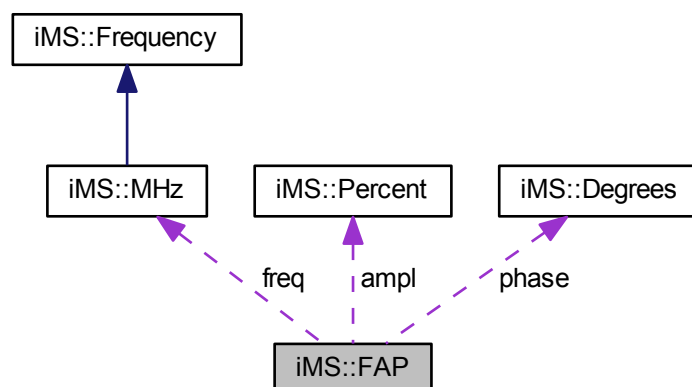 iMS::Frequency
iMS::MHz
iMS::Percent
iMS::Degrees
freq
ampl
phase
iMS::FAP